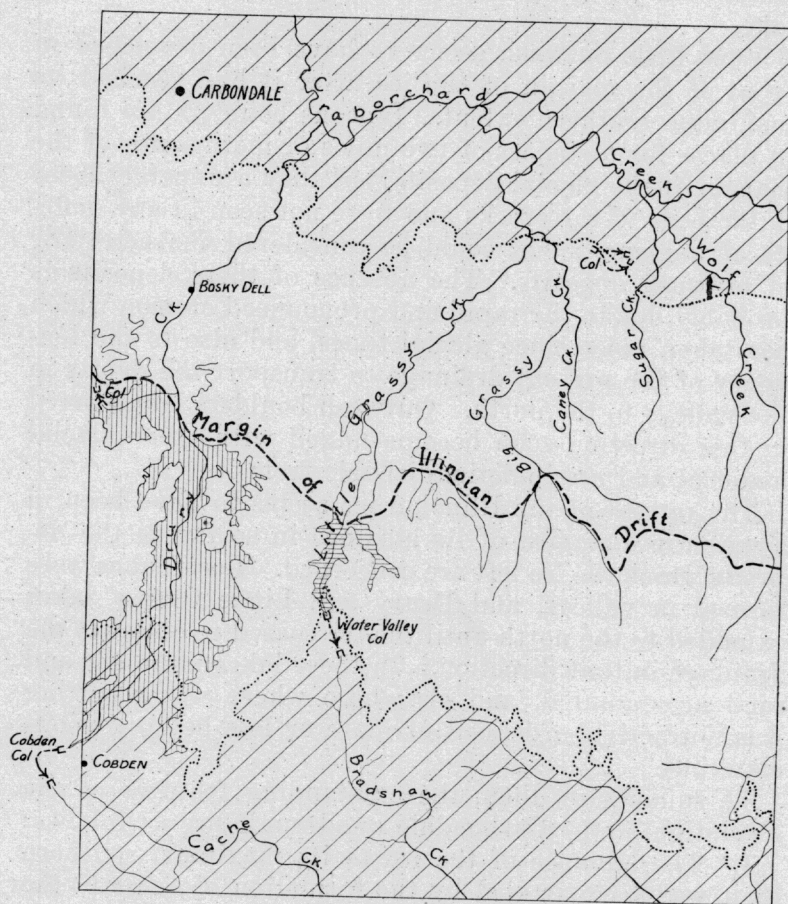 CARBONDALE
Craborchard Creek
Col
Wolf Creek
BOSKY DELL
Drury Ck.
Little Grassy Ck.
Big Grassy Ck.
Caney Ck.
Sugar Ck.
Col
Margin of Illinoian Drift
Water Valley
Col
Cobden
Col
COBDEN
Bradshaw Ck.
Cache Ck.